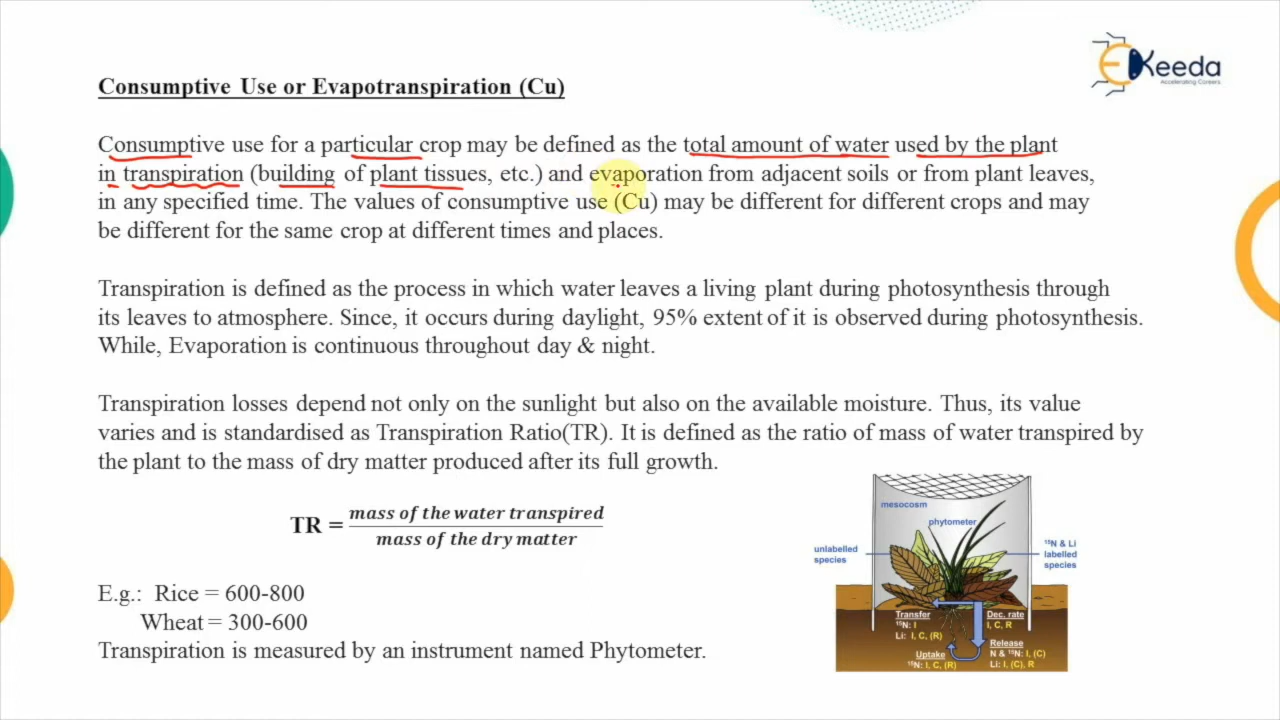 EKeeda
Accelerating Careers
Consumptive Use or Evapotranspiration (Cu)
Consumptive use for a particular crop may be defined as the total amount of water used by the plant
in transpiration (building of plant tissues, etc.) and evaporation from adjacent soils or from plant leaves,
in any specified time. The values of consumptive use (Cu) may be different for different crops and may
be different for the same crop at different times and places.
Transpiration is defined as the process in which water leaves a living plant during photosynthesis through
its leaves to atmosphere. Since, it occurs during daylight, 95% extent of it is observed during photosynthesis.
While, Evaporation is continuous throughout day & night.
Transpiration losses depend not only on the sunlight but also on the available moisture. Thus, its value
varies and is standardised as Transpiration Ratio(TR). It is defined as the ratio of mass of water transpired by
the plant to the mass of dry matter produced after its full growth.
TR = mass of the water transpired
mass of the dry matter
E.g.: Rice = 600-800
Wheat = 300-600
Transpiration is measured by an instrument named Phytometer.
mesocosm
phytometer
unlabelled
species
¹⁵N & Li
labelled
species
Transfer
¹⁵N: I
Li: I, C, (R)
Dec. rate
I, C, R
Uptake
¹⁵N: I, C, (R)
Release
N & ¹⁵N: I, (C)
Li: I, (C), R